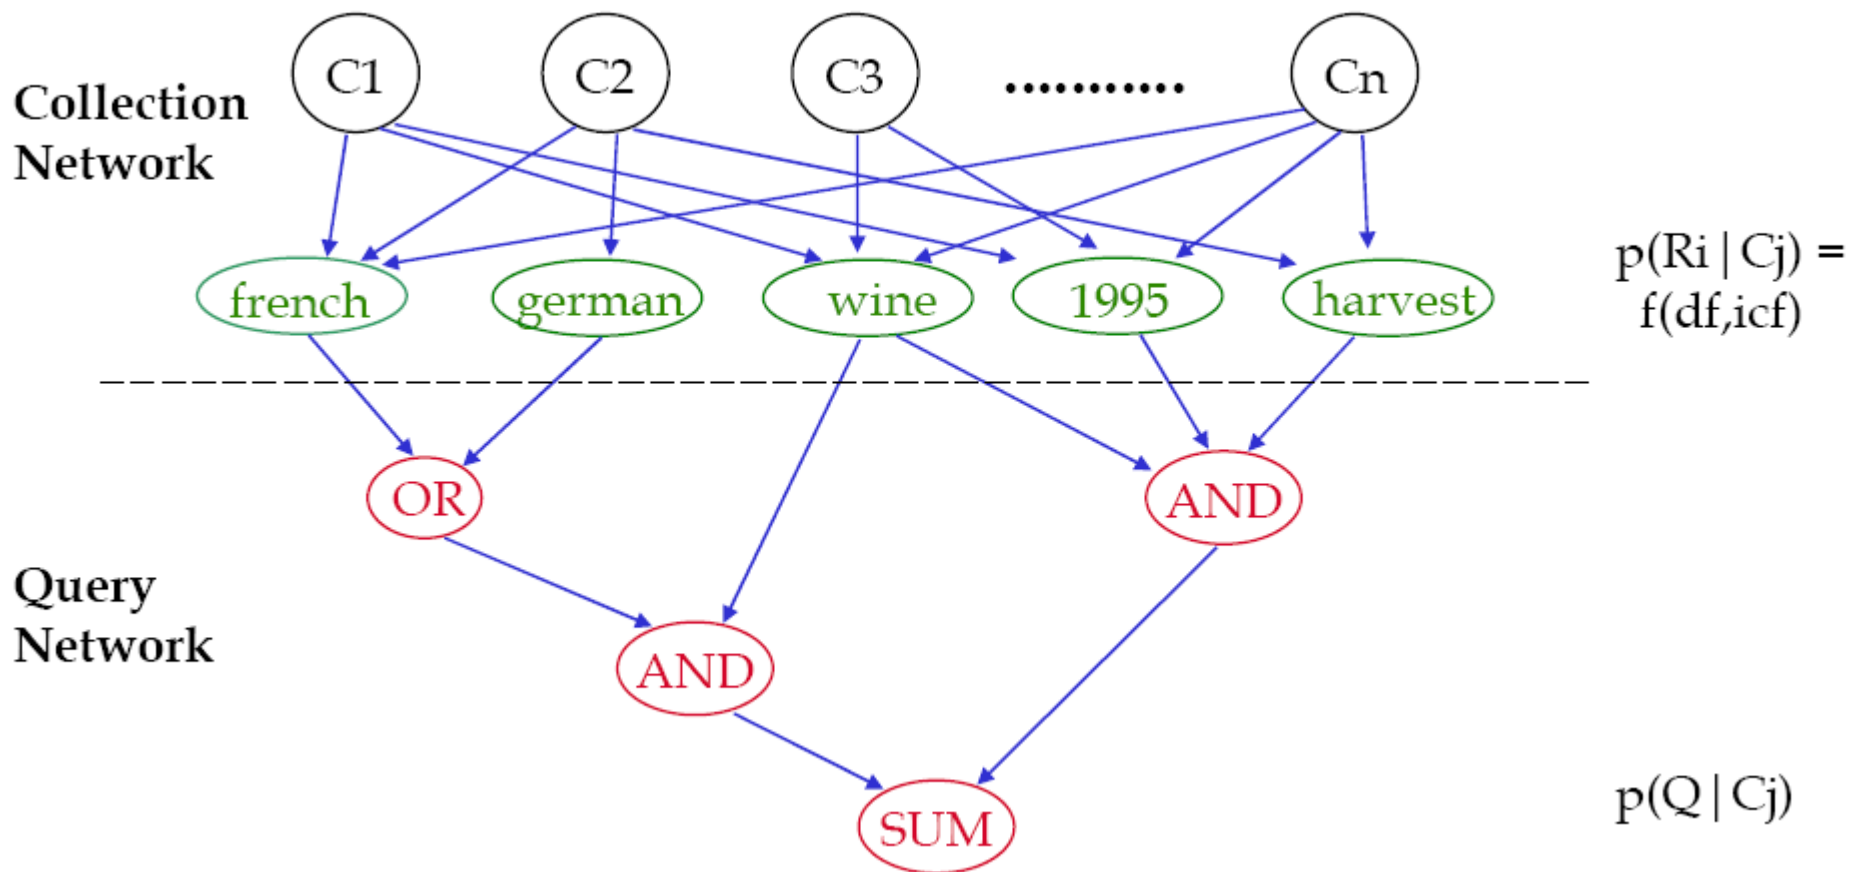 C1 C2 C3 ........... Cn
Collection
Network
p(Ri|Cj) =
f(df,icf)
french german wine 1995 harvest
OR AND
Query
Network
AND
p(Q|Cj)
SUM